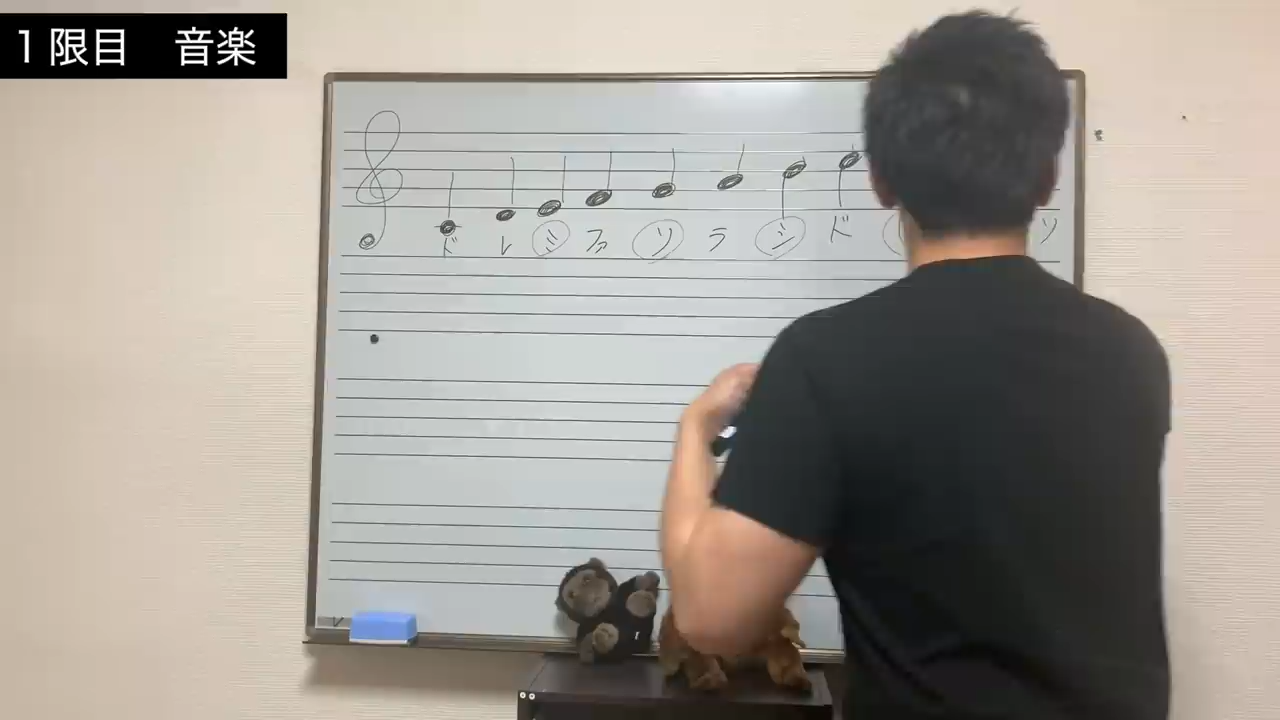 1限目 音楽
ド レ ミ ファ ソ ラ シ ド ソ